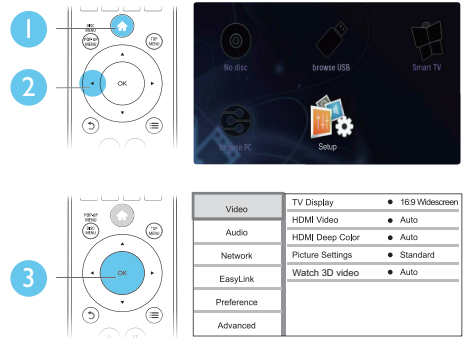 1
DISC MENU
POP-UP MENU
TOP MENU
2
OK
No disc
browse USB
Smart TV
Browse PC
Setup
3
POP-UP MENU
DISC MENU
TOP MENU
OK
Video
Audio
Network
EasyLink
Preference
Advanced
TV Display ● 16:9 Widescreen
HDMI Video ● Auto
HDMI Deep Color ● Auto
Picture Settings ● Standard
Watch 3D video ● Auto